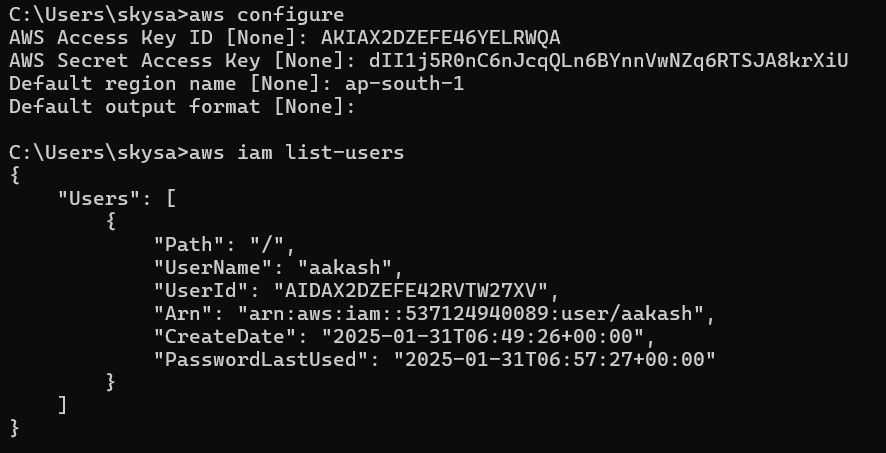 C:\Users\skysa>aws configure
AWS Access Key ID [None]: AKIAX2DZEFE46YELRWQA
AWS Secret Access Key [None]: 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
Default region name [None]: ap-south-1
Default output format [None]:
C:\Users\skysa>aws iam list-users
{
    "Users": [
        {
            "Path": "/",
            "UserName": "aakash",
            "UserId": "AIDAX2DZEFE42RVTW27XV",
            "Arn": "arn:aws:iam::537124940089:user/aakash",
            "CreateDate": "2025-01-31T06:49:26+00:00",
            "PasswordLastUsed": "2025-01-31T06:57:27+00:00"
        }
    ]
}